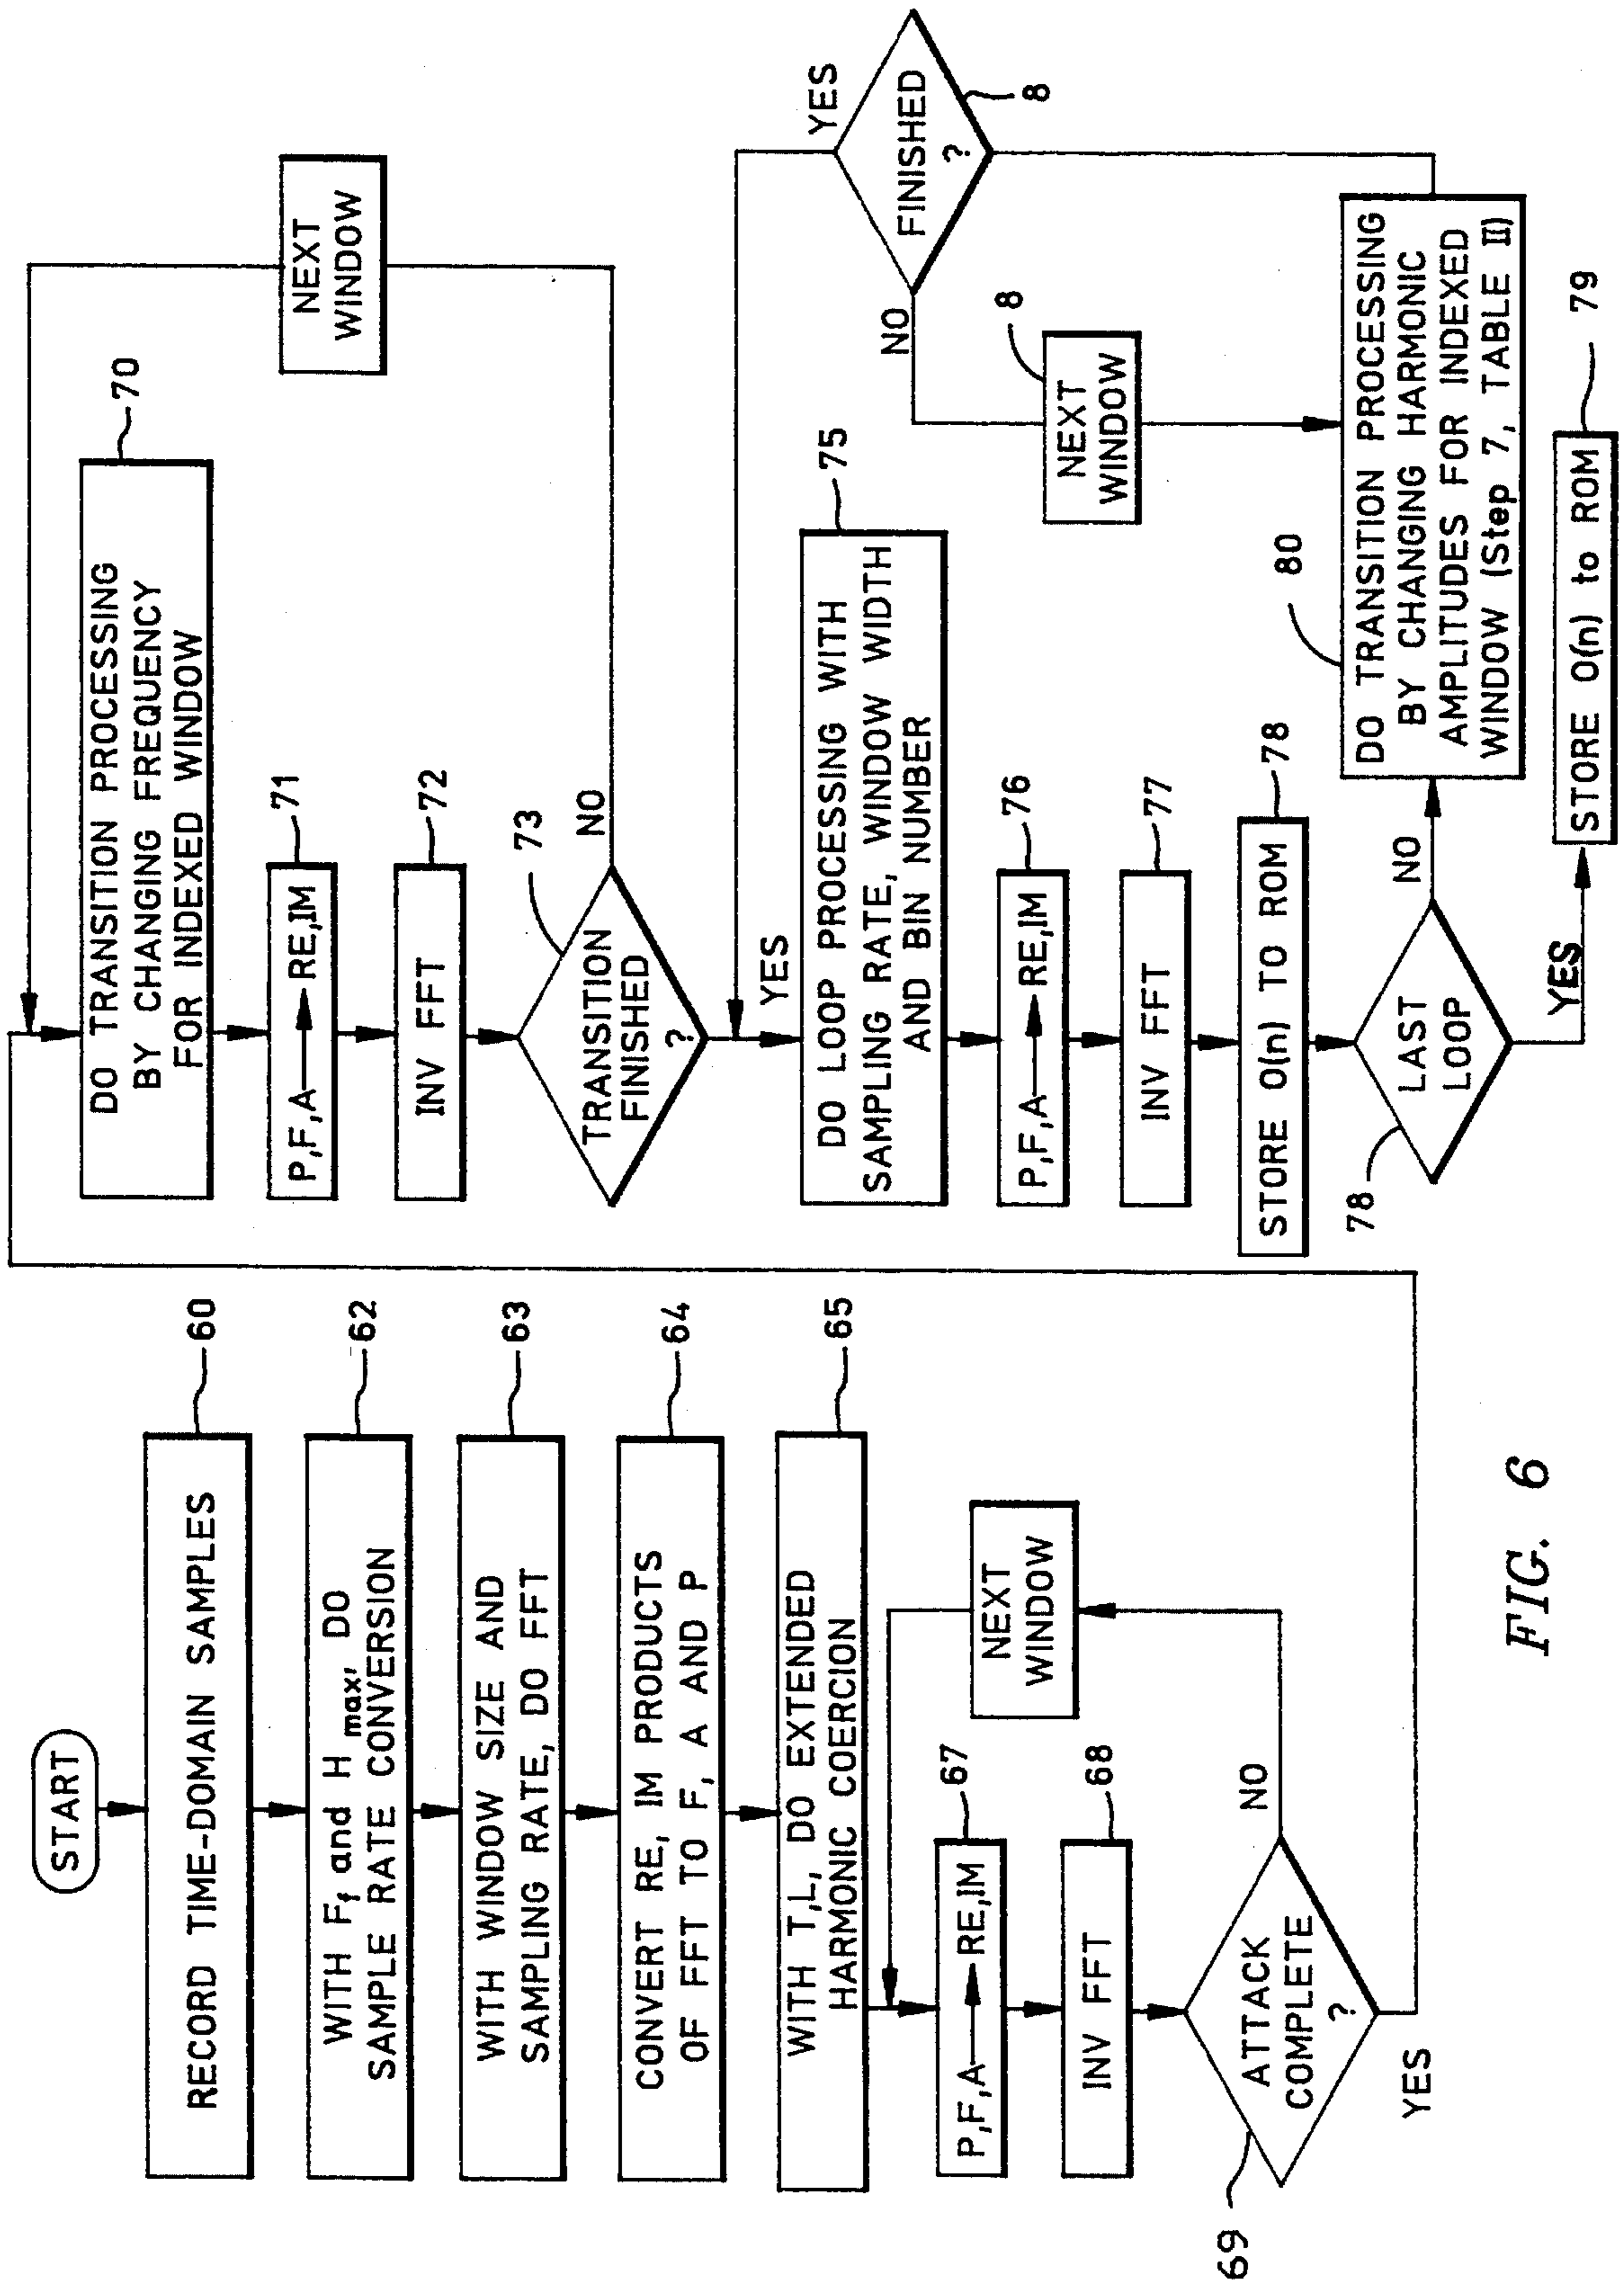 START
RECORD TIME-DOMAIN SAMPLES
60
WITH Ff and H max, DO
SAMPLE RATE CONVERSION
62
WITH WINDOW SIZE AND
SAMPLING RATE, DO FFT
63
CONVERT RE, IM PRODUCTS
OF FFT TO F, A AND P
64
WITH T,L, DO EXTENDED
HARMONIC COERCION
65
P,F,A RE,IM
67
NEXT
WINDOW
INV FFT
68
ATTACK
COMPLETE
?
69
NO
YES
DO TRANSITION PROCESSING
BY CHANGING FREQUENCY
FOR INDEXED WINDOW
70
NEXT
WINDOW
P,F,A RE,IM
71
INV FFT
72
TRANSITION
FINISHED
?
73
NO
YES
DO LOOP PROCESSING WITH
SAMPLING RATE, WINDOW WIDTH
AND BIN NUMBER
75
P,F,A RE,IM
76
INV FFT
77
STORE O(n) TO ROM
78
LAST
LOOP
78
NO
YES
FINISHED
?
8
YES
NO
NEXT
WINDOW
8
DO TRANSITION PROCESSING
BY CHANGING HARMONIC
AMPLITUDES FOR INDEXED
WINDOW (Step 7, TABLE II)
80
STORE O(n) to ROM
79
FIG. 6